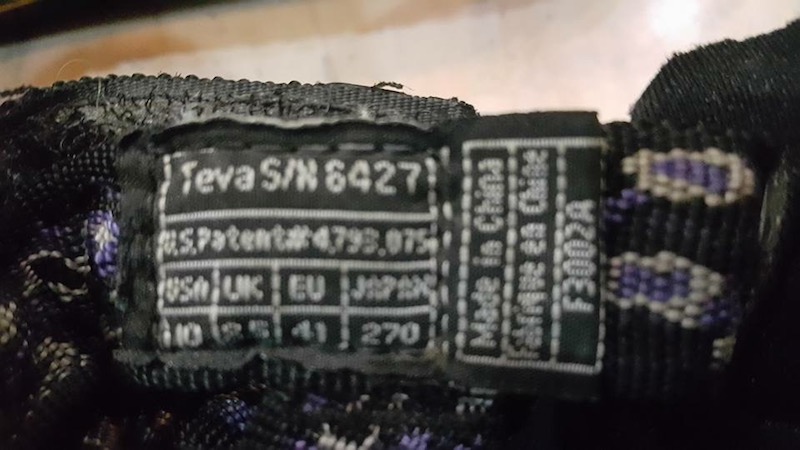 Teva S/N 6427
U.S. Patent# 4,793,075
USA UK EU JAPAN
10 8.5 41 270
Made in China
Fabriqué en Chine
F3002A